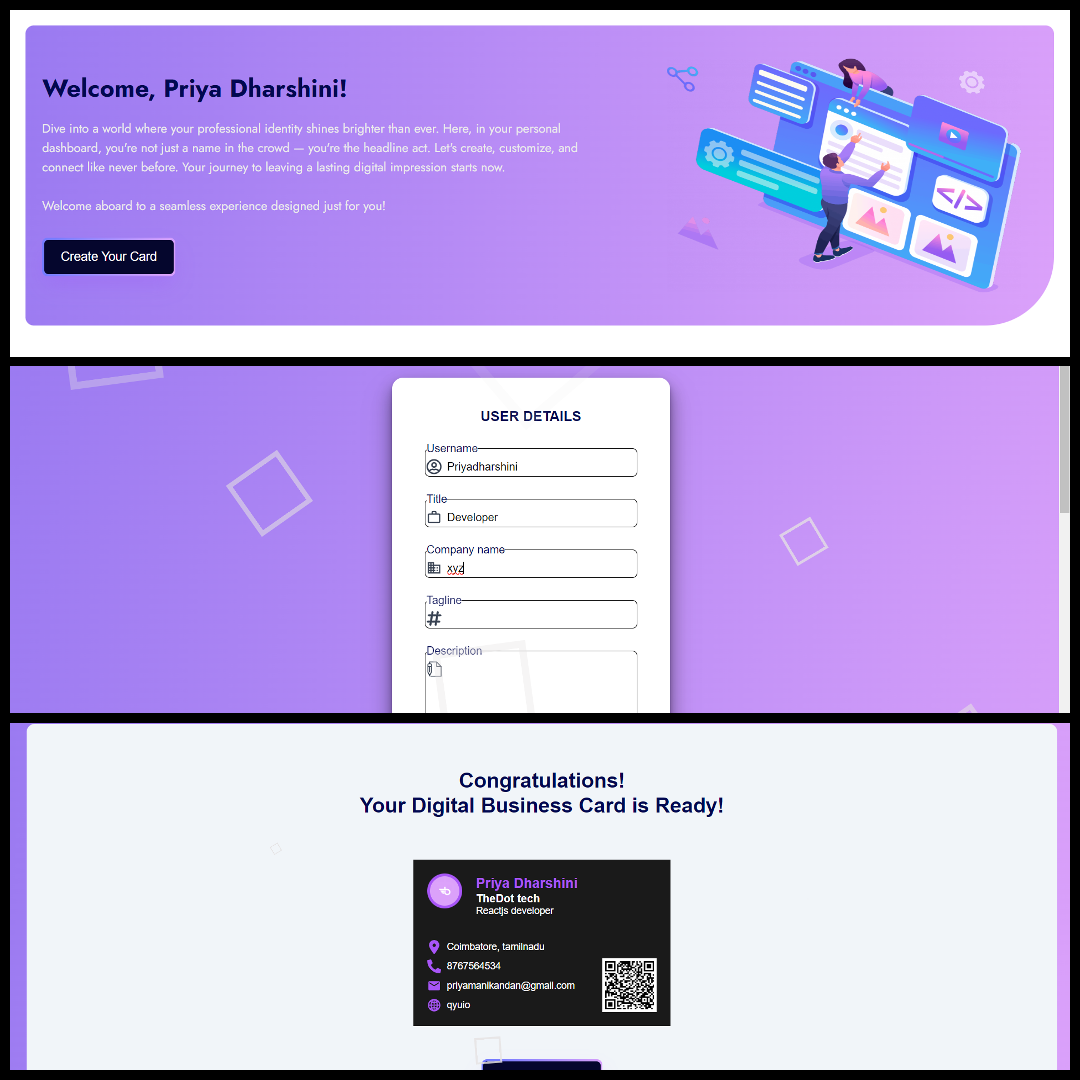 Welcome, Priya Dharshini!
Dive into a world where your professional identity shines brighter than ever. Here, in your personal
dashboard, you're not just a name in the crowd — you're the headline act. Let's create, customize, and
connect like never before. Your journey to leaving a lasting digital impression starts now.
Welcome aboard to a seamless experience designed just for you!
Create Your Card
</>
USER DETAILS
Username
Priyadharshini
Title
Developer
Company name
xyz
Tagline
#
Description
Congratulations!
Your Digital Business Card is Ready!
Priya Dharshini
TheDot tech
Reactjs developer
Coimbatore, tamilnadu
8767564534
priyamanikandan@gmail.com
qyuio